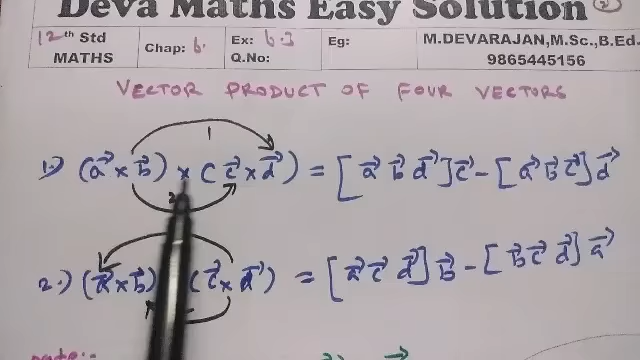 Deva Maths Easy Solution
12th Std MATHS Chap: 6. Ex: 6.3 Q.No: Eg: M.DEVARAJAN,M.Sc.,B.Ed.
9865445156
VECTOR PRODUCT OF FOUR VECTORS
1
1.) (a⃗ × b⃗) × (c⃗ × d⃗) = [a⃗ b⃗ d⃗]c⃗ - [a⃗ b⃗ c⃗]d⃗
2.) (a⃗ × b⃗) (c⃗ × d⃗) = [a⃗ c⃗ d⃗]b⃗ - [b⃗ c⃗ d⃗]a⃗